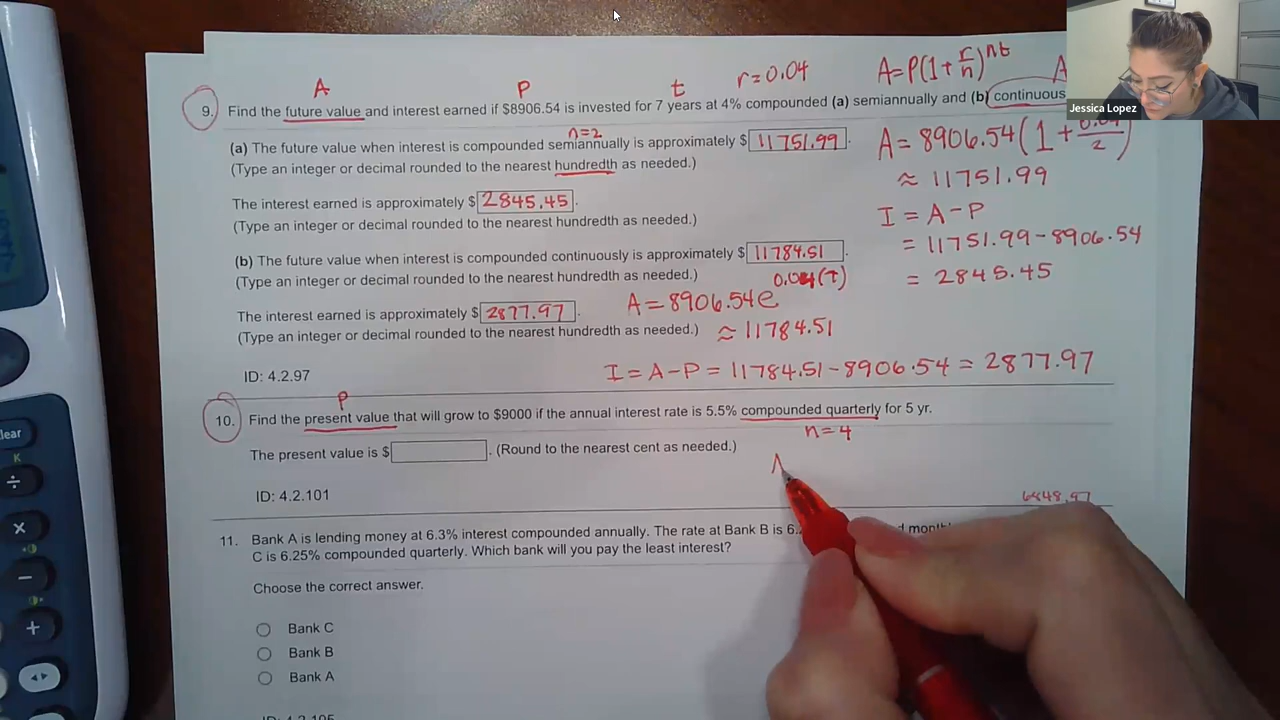 A P t r=0.04 A=P(1+r/n)^nt A
9. Find the future value and interest earned if $8906.54 is invested for 7 years at 4% compounded (a) semiannually and (b) continuous
Jessica Lopez
n=2
(a) The future value when interest is compounded semiannually is approximately $ 11751.99.
A = 8906.54(1+0.04/2)
(Type an integer or decimal rounded to the nearest hundredth as needed.)
≈ 11751.99
The interest earned is approximately $ 2845.45.
I = A-P
(Type an integer or decimal rounded to the nearest hundredth as needed.)
= 11751.99-8906.54
(b) The future value when interest is compounded continuously is approximately $ 11784.51.
= 2845.45
(Type an integer or decimal rounded to the nearest hundredth as needed.)
The interest earned is approximately $ 2877.97.
A = 8906.54e
(Type an integer or decimal rounded to the nearest hundredth as needed.)
≈ 11784.51
ID: 4.2.97
I = A-P = 11784.51-8906.54 = 2877.97
P
10. Find the present value that will grow to $9000 if the annual interest rate is 5.5% compounded quarterly for 5 yr.
n=4
The present value is $ . (Round to the nearest cent as needed.)
ID: 4.2.101
6848.97
11. Bank A is lending money at 6.3% interest compounded annually. The rate at Bank B is 6.
C is 6.25% compounded quarterly. Which bank will you pay the least interest?
Choose the correct answer.
Bank C
Bank B
Bank A
lear
K
÷
×
−
+